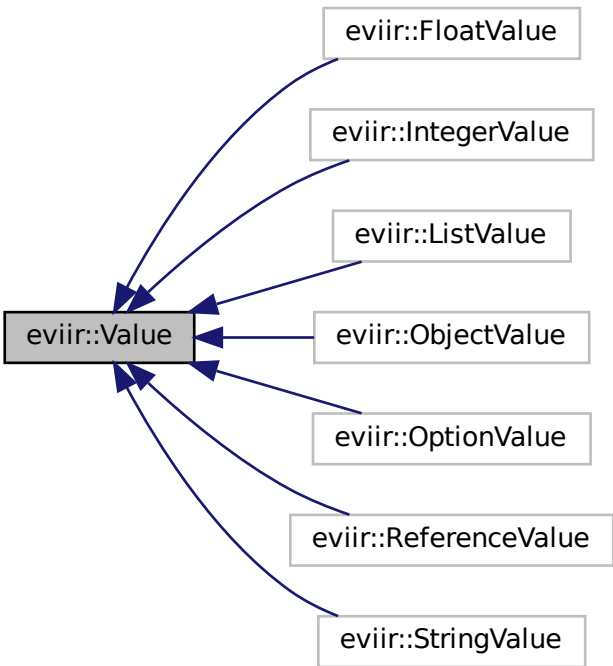 eviir::FloatValue
eviir::IntegerValue
eviir::ListValue
eviir::Value
eviir::ObjectValue
eviir::OptionValue
eviir::ReferenceValue
eviir::StringValue